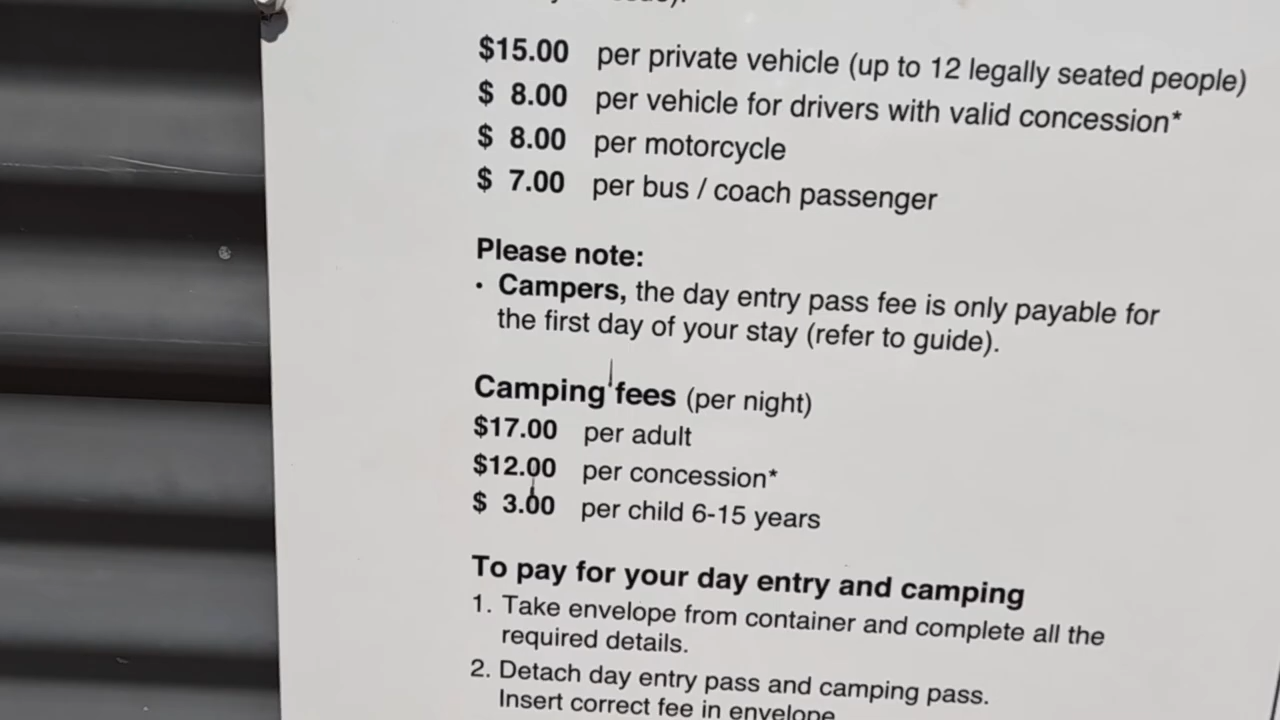 $15.00 per private vehicle (up to 12 legally seated people)
$ 8.00 per vehicle for drivers with valid concession*
$ 8.00 per motorcycle
$ 7.00 per bus / coach passenger
Please note:
• Campers, the day entry pass fee is only payable for
the first day of your stay (refer to guide).
Camping fees (per night)
$17.00 per adult
$12.00 per concession*
$ 3.00 per child 6-15 years
To pay for your day entry and camping
1. Take envelope from container and complete all the
required details.
2. Detach day entry pass and camping pass.
Insert correct fee in envelope